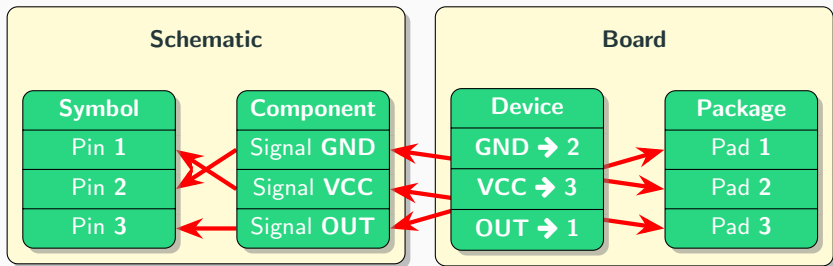 Schematic
Board
Symbol
Pin 1
Pin 2
Pin 3
Component
Signal GND
Signal VCC
Signal OUT
Device
GND → 2
VCC → 3
OUT → 1
Package
Pad 1
Pad 2
Pad 3